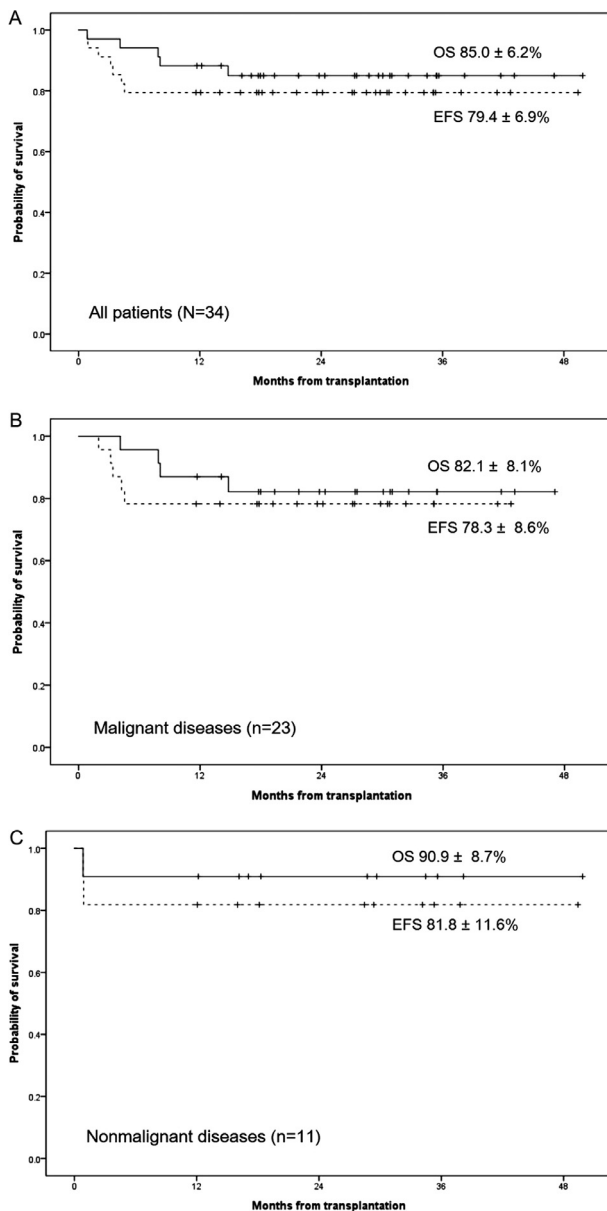 A
1.0
OS 85.0 ± 6.2%
0.8
EFS 79.4 ± 6.9%
Probability of survival
0.6
0.4
0.2
All patients (N=34)
0.0
0 12 24 36 48
Months from transplantation
B
1.0
OS 82.1 ± 8.1%
0.8
EFS 78.3 ± 8.6%
Probability of survival
0.6
0.4
0.2
Malignant diseases (n=23)
0.0
0 12 24 36 48
Months from transplantation
C
1.0
OS 90.9 ± 8.7%
0.8
EFS 81.8 ± 11.6%
Probability of survival
0.6
0.4
0.2
Nonmalignant diseases (n=11)
0.0
0 12 24 36 48
Months from transplantation